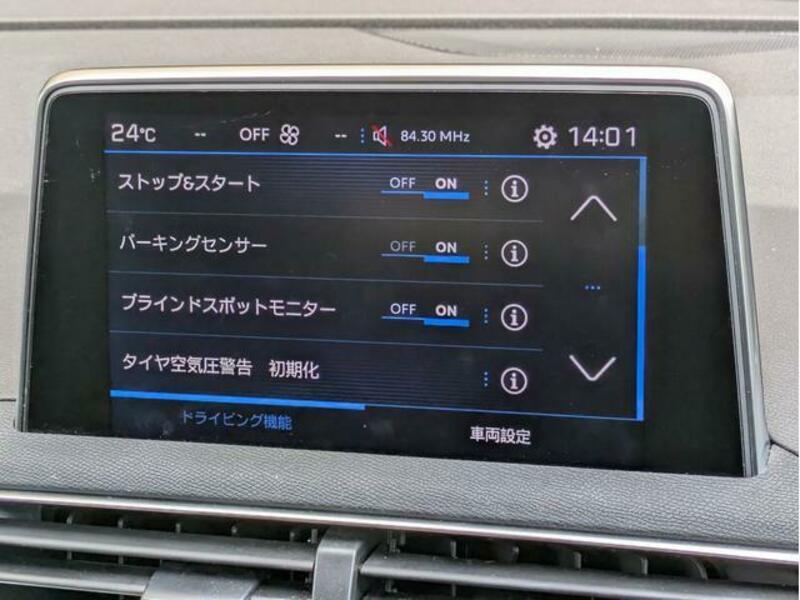 24°C -- OFF -- 84.30 MHz 14:01
ストップ&スタート OFF ON
パーキングセンサー OFF ON
ブラインドスポットモニター OFF ON
タイヤ空気圧警告 初期化
ドライビング機能 車両設定